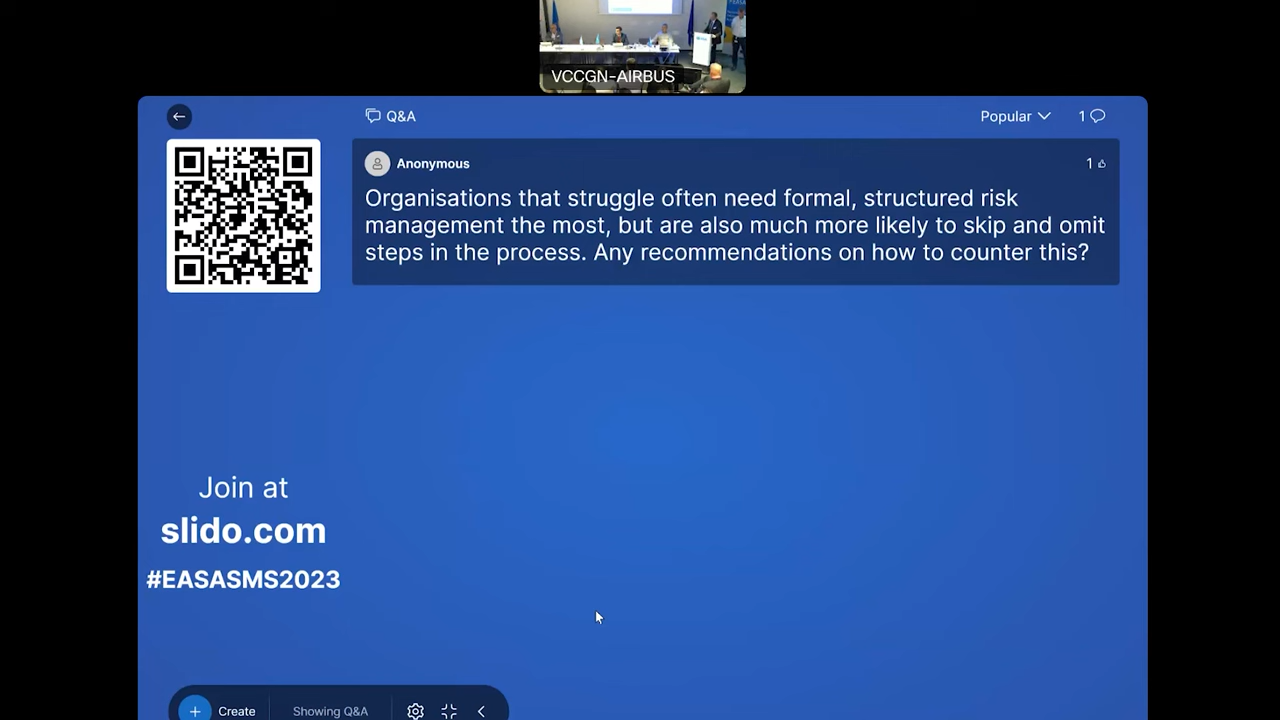 VCCGN-AIRBUS
Q&A
Popular
1
Anonymous
1
Organisations that struggle often need formal, structured risk
management the most, but are also much more likely to skip and omit
steps in the process. Any recommendations on how to counter this?
Join at
slido.com
#EASASMS2023
Create
Showing Q&A